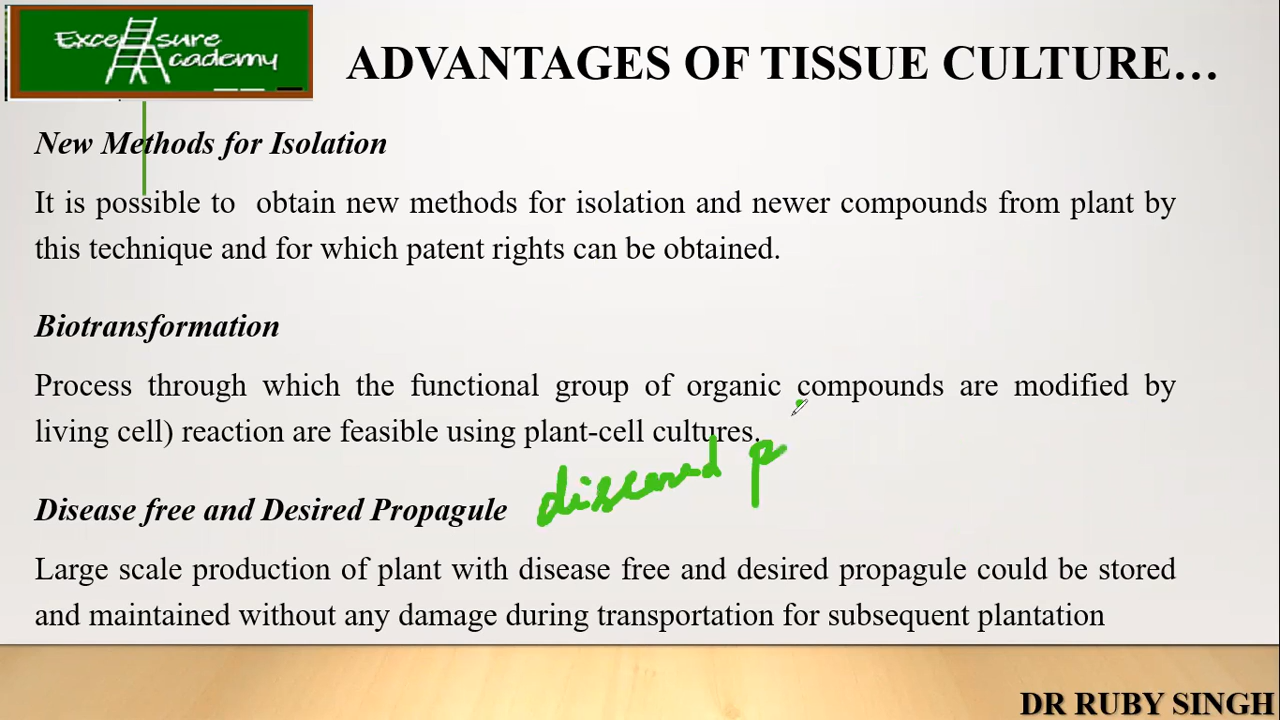 Excel sure
Academy
ADVANTAGES OF TISSUE CULTURE…
New Methods for Isolation
It is possible to obtain new methods for isolation and newer compounds from plant by
this technique and for which patent rights can be obtained.
Biotransformation
Process through which the functional group of organic compounds are modified by
living cell) reaction are feasible using plant-cell cultures.
p
Disease free and Desired Propagule
Large scale production of plant with disease free and desired propagule could be stored
and maintained without any damage during transportation for subsequent plantation
DR RUBY SINGH